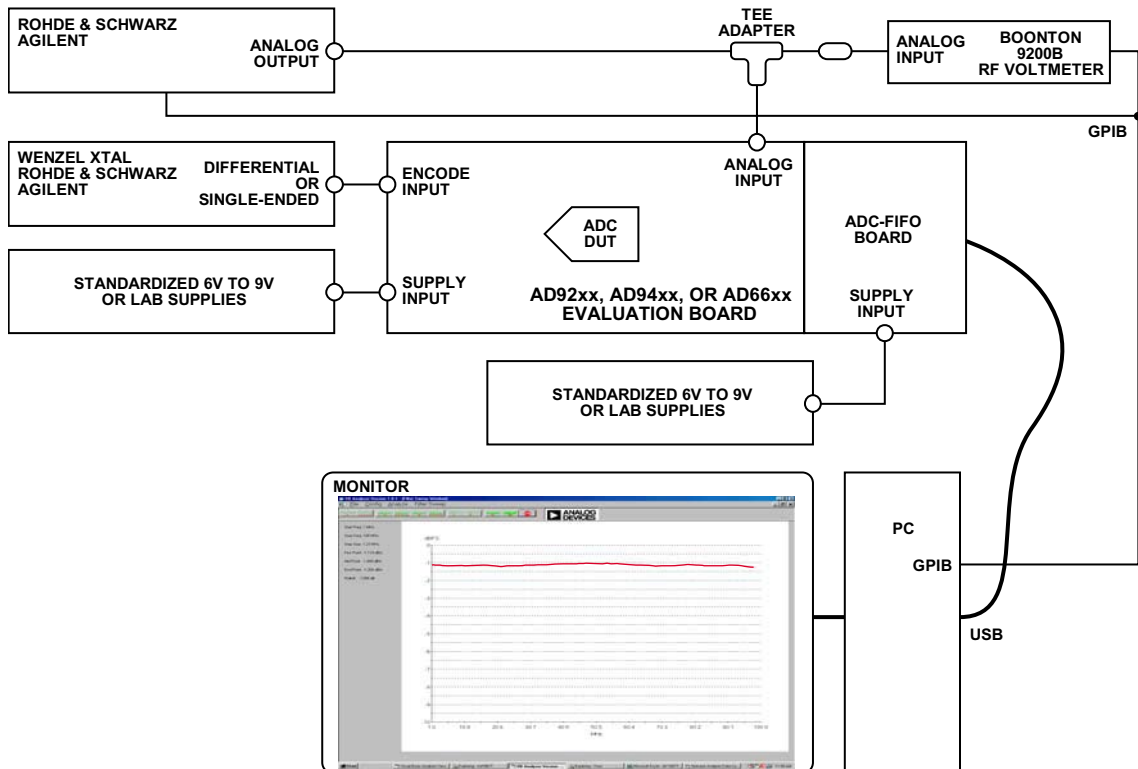 ROHDE & SCHWARZ
AGILENT
ANALOG
OUTPUT
TEE
ADAPTER
ANALOG
INPUT
BOONTON
9200B
RF VOLTMETER
GPIB
WENZEL XTAL
ROHDE & SCHWARZ
AGILENT
DIFFERENTIAL
OR
SINGLE-ENDED
ENCODE
INPUT
ANALOG
INPUT
ADC
DUT
ADC-FIFO
BOARD
STANDARDIZED 6V TO 9V
OR LAB SUPPLIES
SUPPLY
INPUT
AD92xx, AD94xx, OR AD66xx
EVALUATION BOARD
SUPPLY
INPUT
STANDARDIZED 6V TO 9V
OR LAB SUPPLIES
MONITOR
ANALOG
DEVICES
PC
GPIB
USB